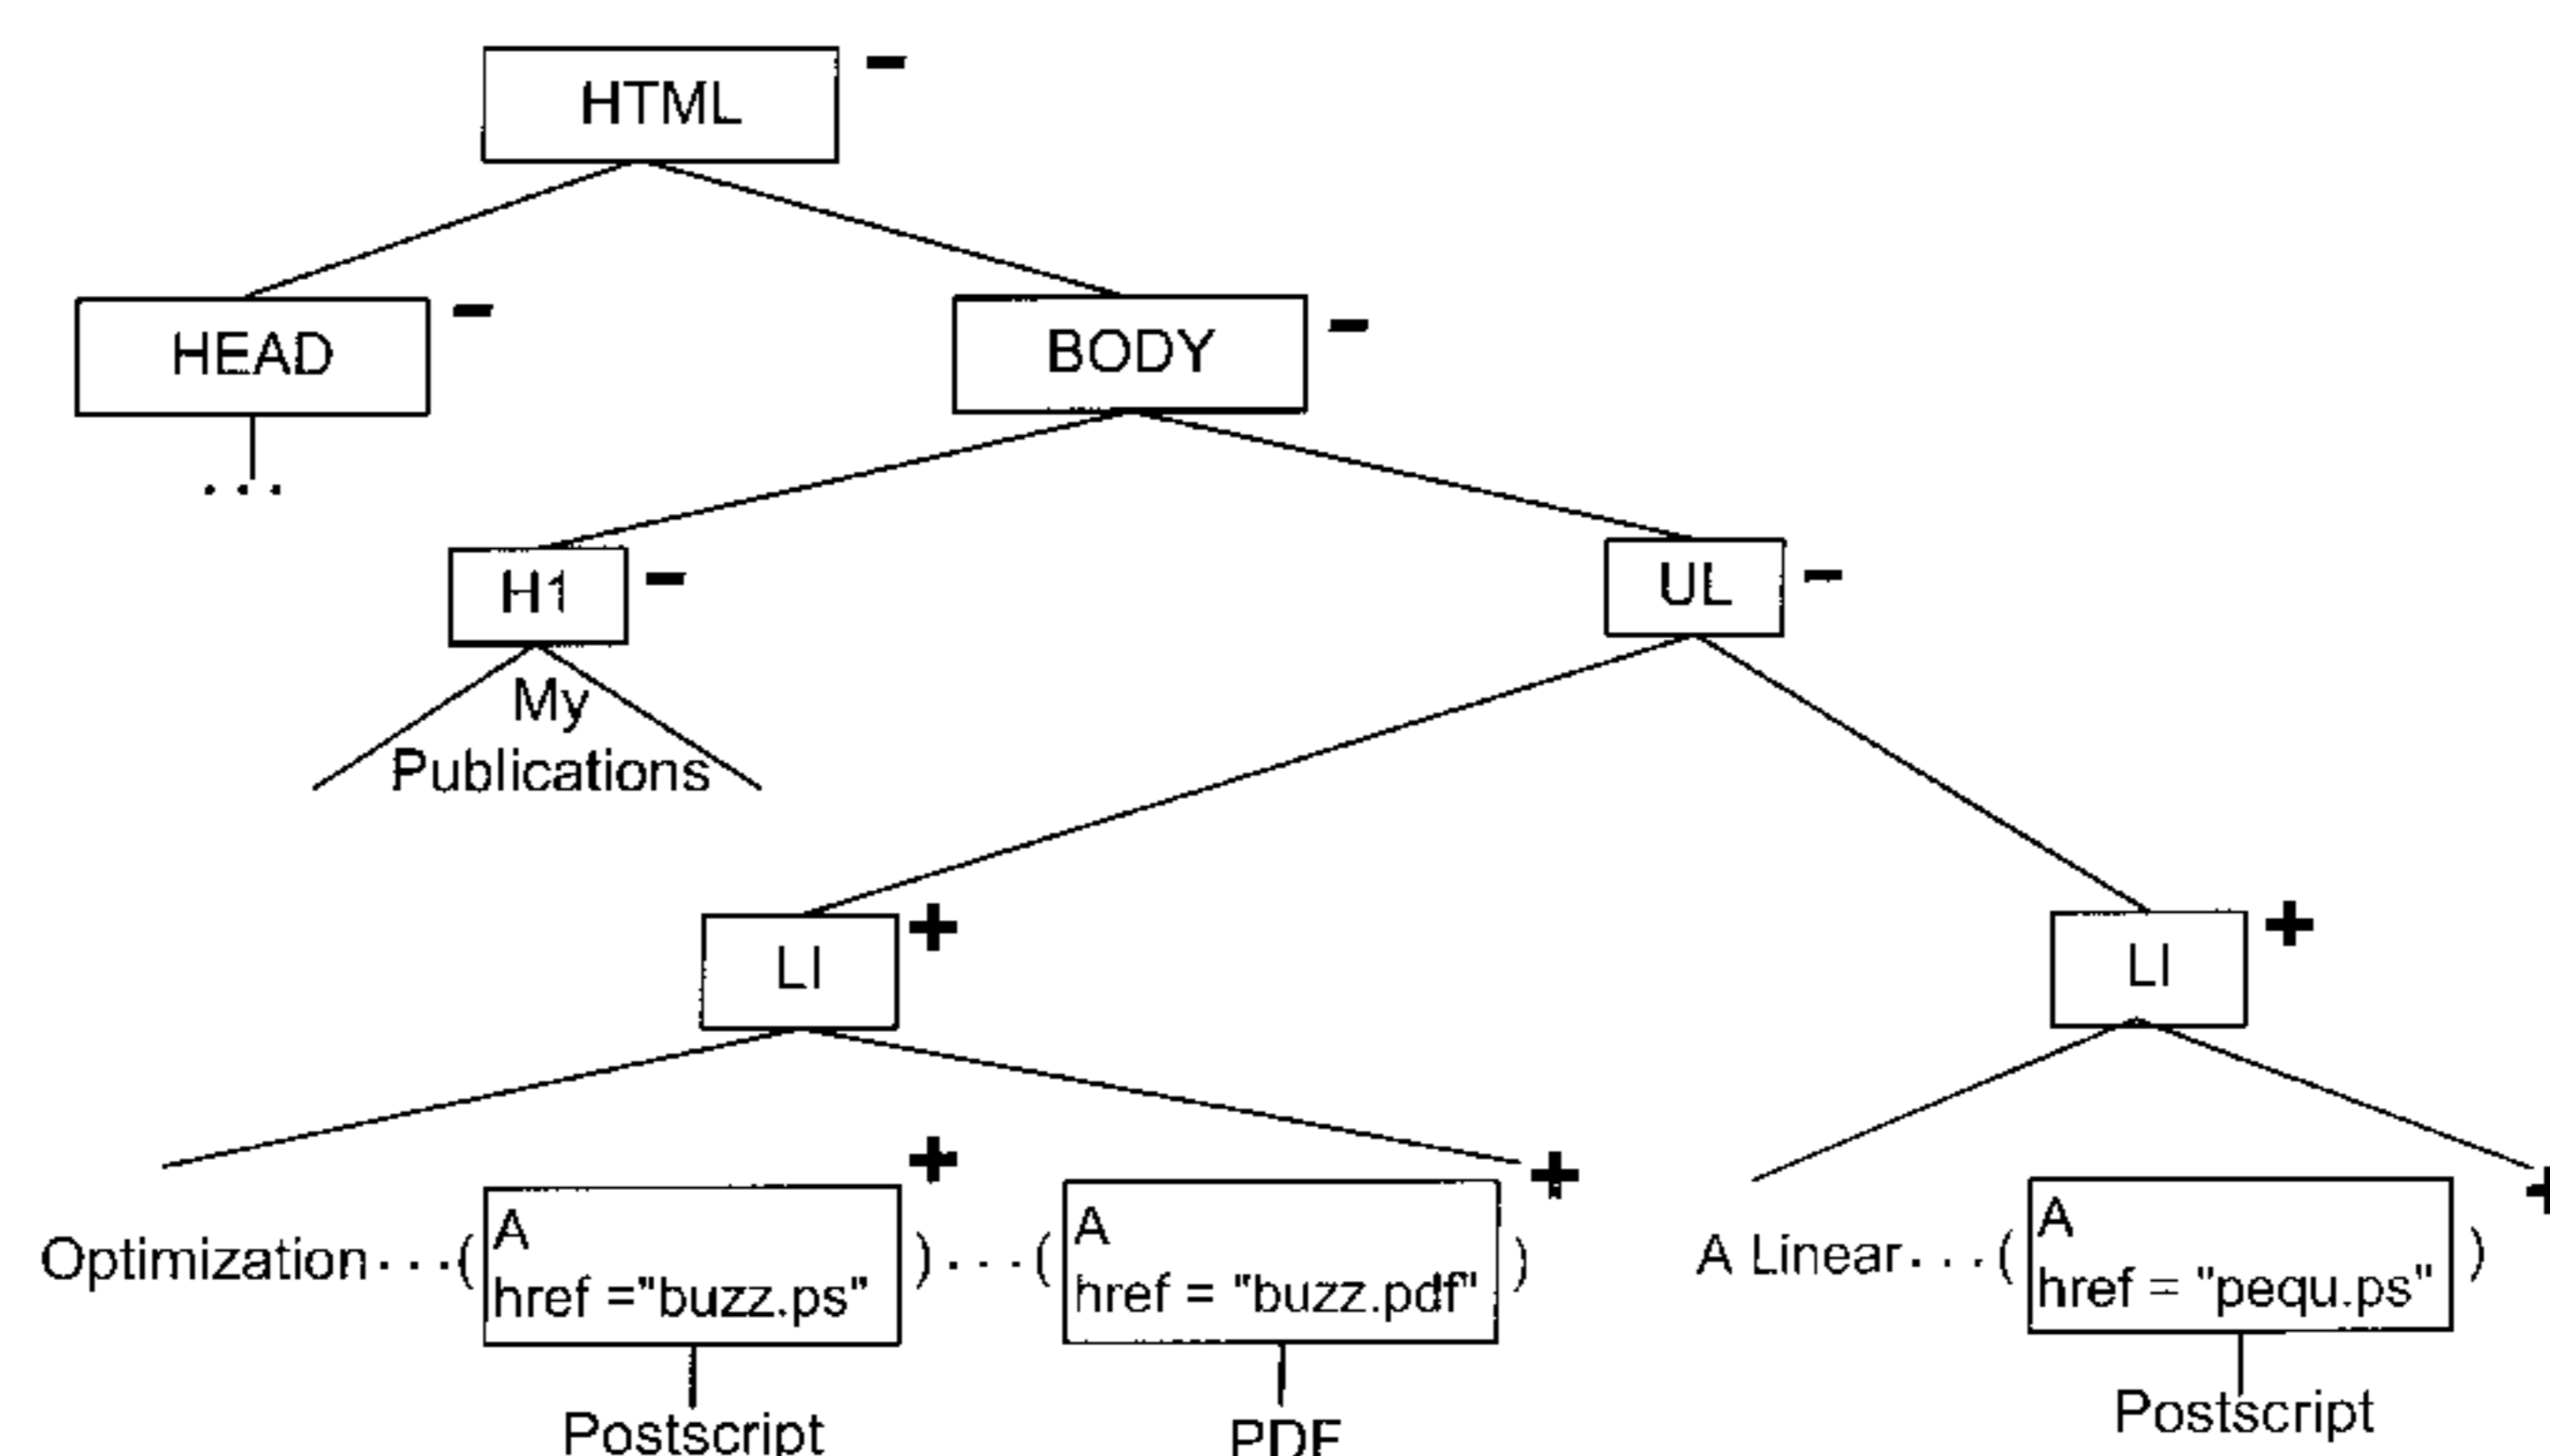 HTML
HEAD
BODY
...
H1
UL
My
Publications
LI
LI
Optimization...(
A
href ="buzz.ps"
)...(
A
href = "buzz.pdf"
)
A Linear...(
A
href = "pequ.ps"
)
Postscript
PDF
Postscript